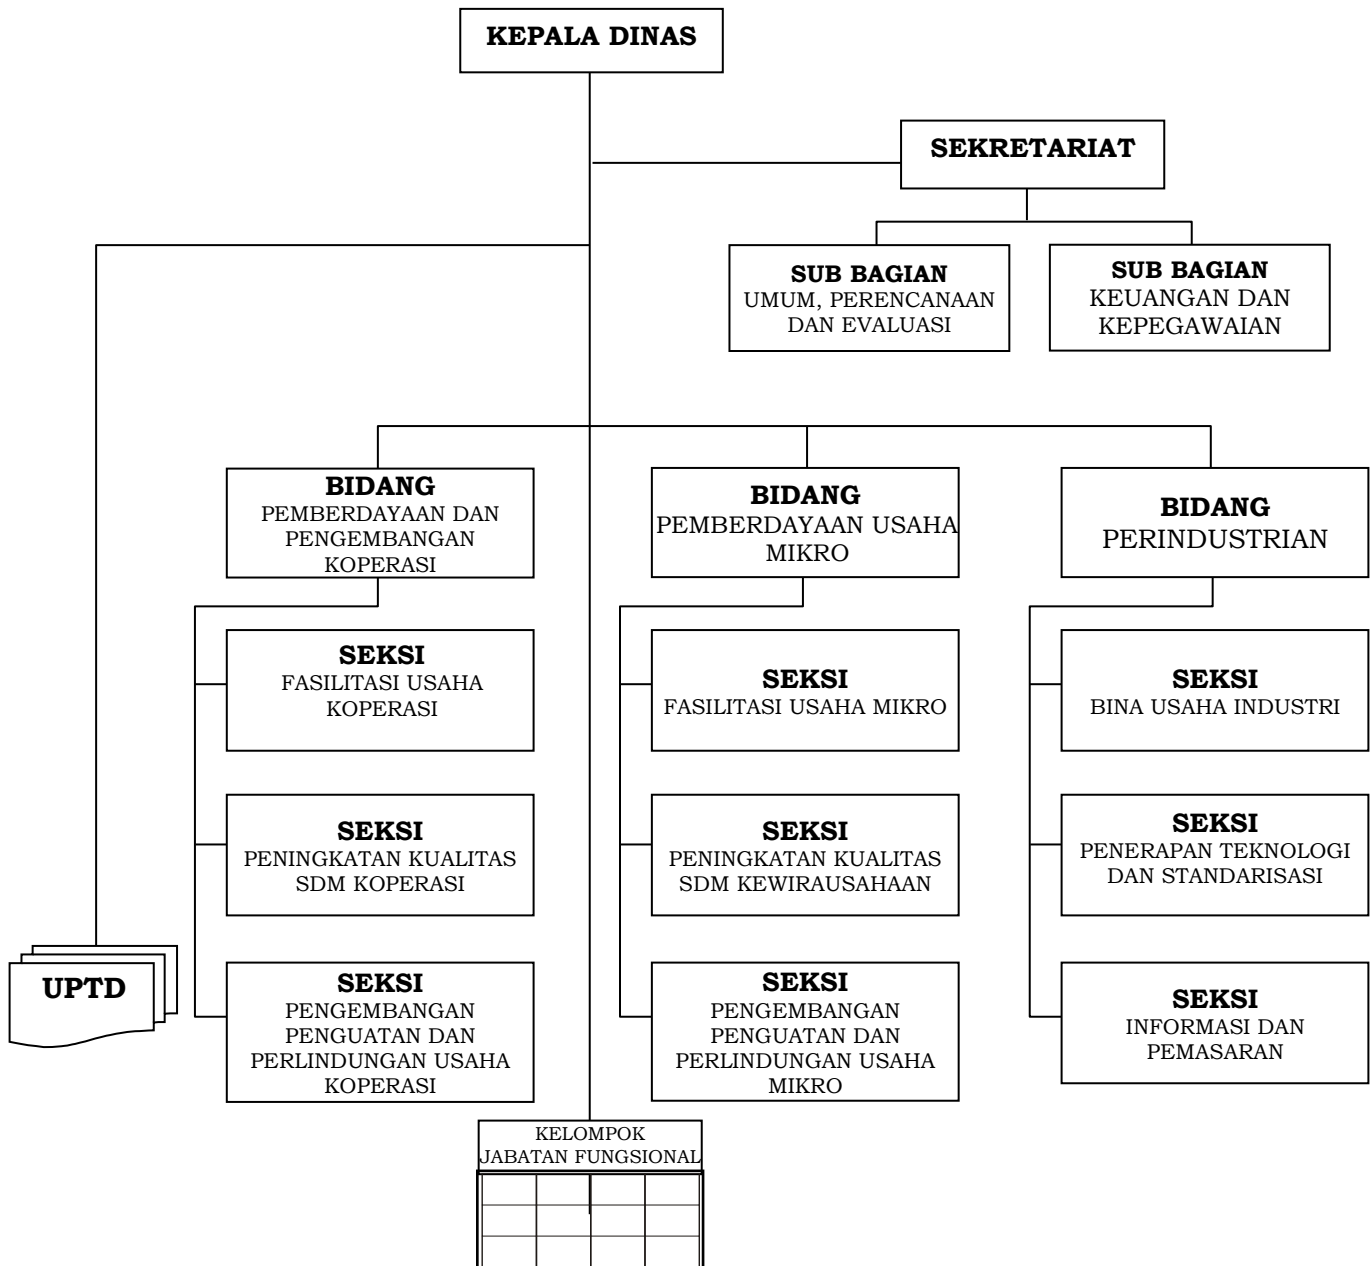 KEPALA DINAS
SEKRETARIAT
SUB BAGIAN
UMUM, PERENCANAAN
DAN EVALUASI
SUB BAGIAN
KEUANGAN DAN
KEPEGAWAIAN
BIDANG
PEMBERDAYAAN DAN
PENGEMBANGAN
KOPERASI
BIDANG
PEMBERDAYAAN USAHA
MIKRO
BIDANG
PERINDUSTRIAN
SEKSI
FASILITASI USAHA
KOPERASI
SEKSI
FASILITASI USAHA MIKRO
SEKSI
BINA USAHA INDUSTRI
SEKSI
PENINGKATAN KUALITAS
SDM KOPERASI
SEKSI
PENINGKATAN KUALITAS
SDM KEWIRAUSAHAAN
SEKSI
PENERAPAN TEKNOLOGI
DAN STANDARISASI
UPTD
SEKSI
PENGEMBANGAN
PENGUATAN DAN
PERLINDUNGAN USAHA
KOPERASI
SEKSI
PENGEMBANGAN
PENGUATAN DAN
PERLINDUNGAN USAHA
MIKRO
SEKSI
INFORMASI DAN
PEMASARAN
KELOMPOK
JABATAN FUNGSIONAL